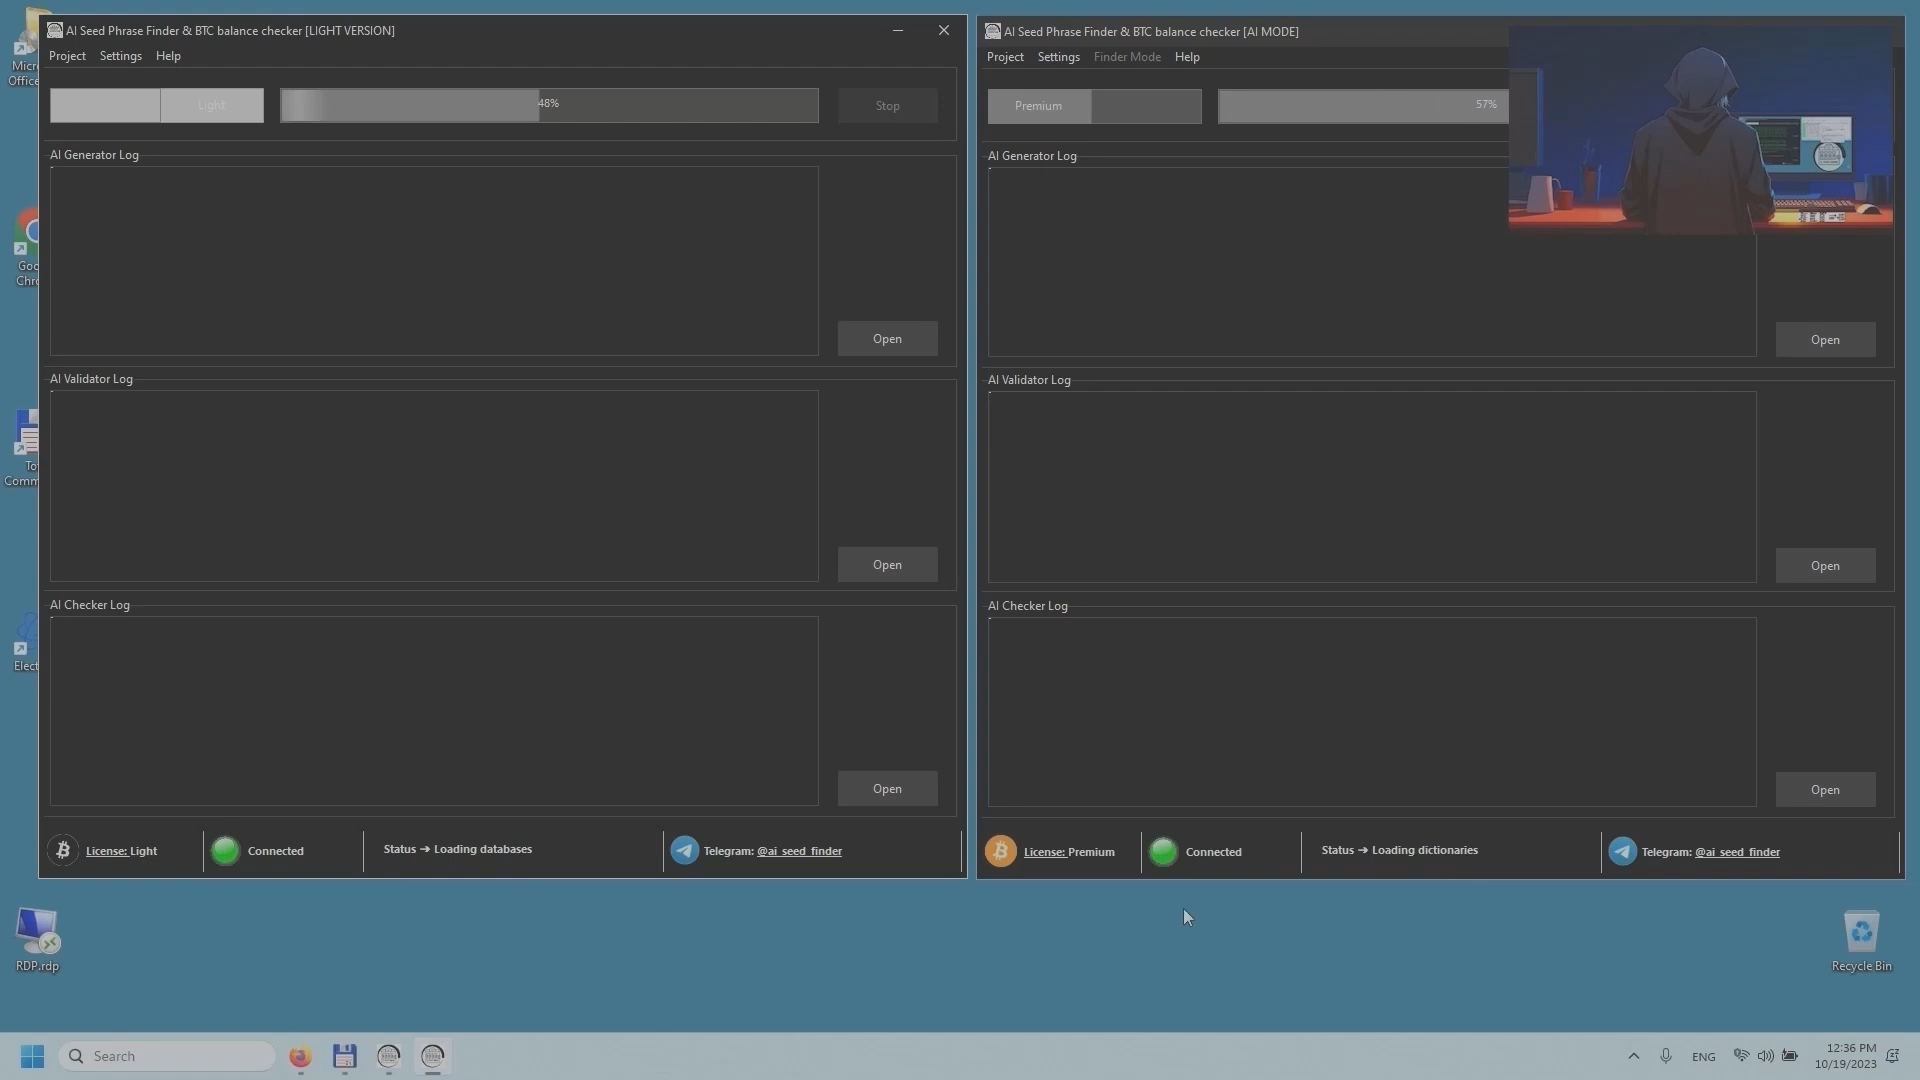 AI Seed Phrase Finder & BTC balance checker [LIGHT VERSION]
Project Settings Help
Light
48%
Stop
AI Generator Log
Open
AI Validator Log
Open
AI Checker Log
Open
License: Light
Connected
Status ➔ Loading databases
Telegram: @ai_seed_finder
AI Seed Phrase Finder & BTC balance checker [AI MODE]
Project Settings Finder Mode Help
Premium
57%
AI Generator Log
Open
AI Validator Log
Open
AI Checker Log
Open
License: Premium
Connected
Status ➔ Loading dictionaries
Telegram: @ai_seed_finder
RDP.rdp
Recycle Bin
Search
ENG
12:36 PM
10/19/2023